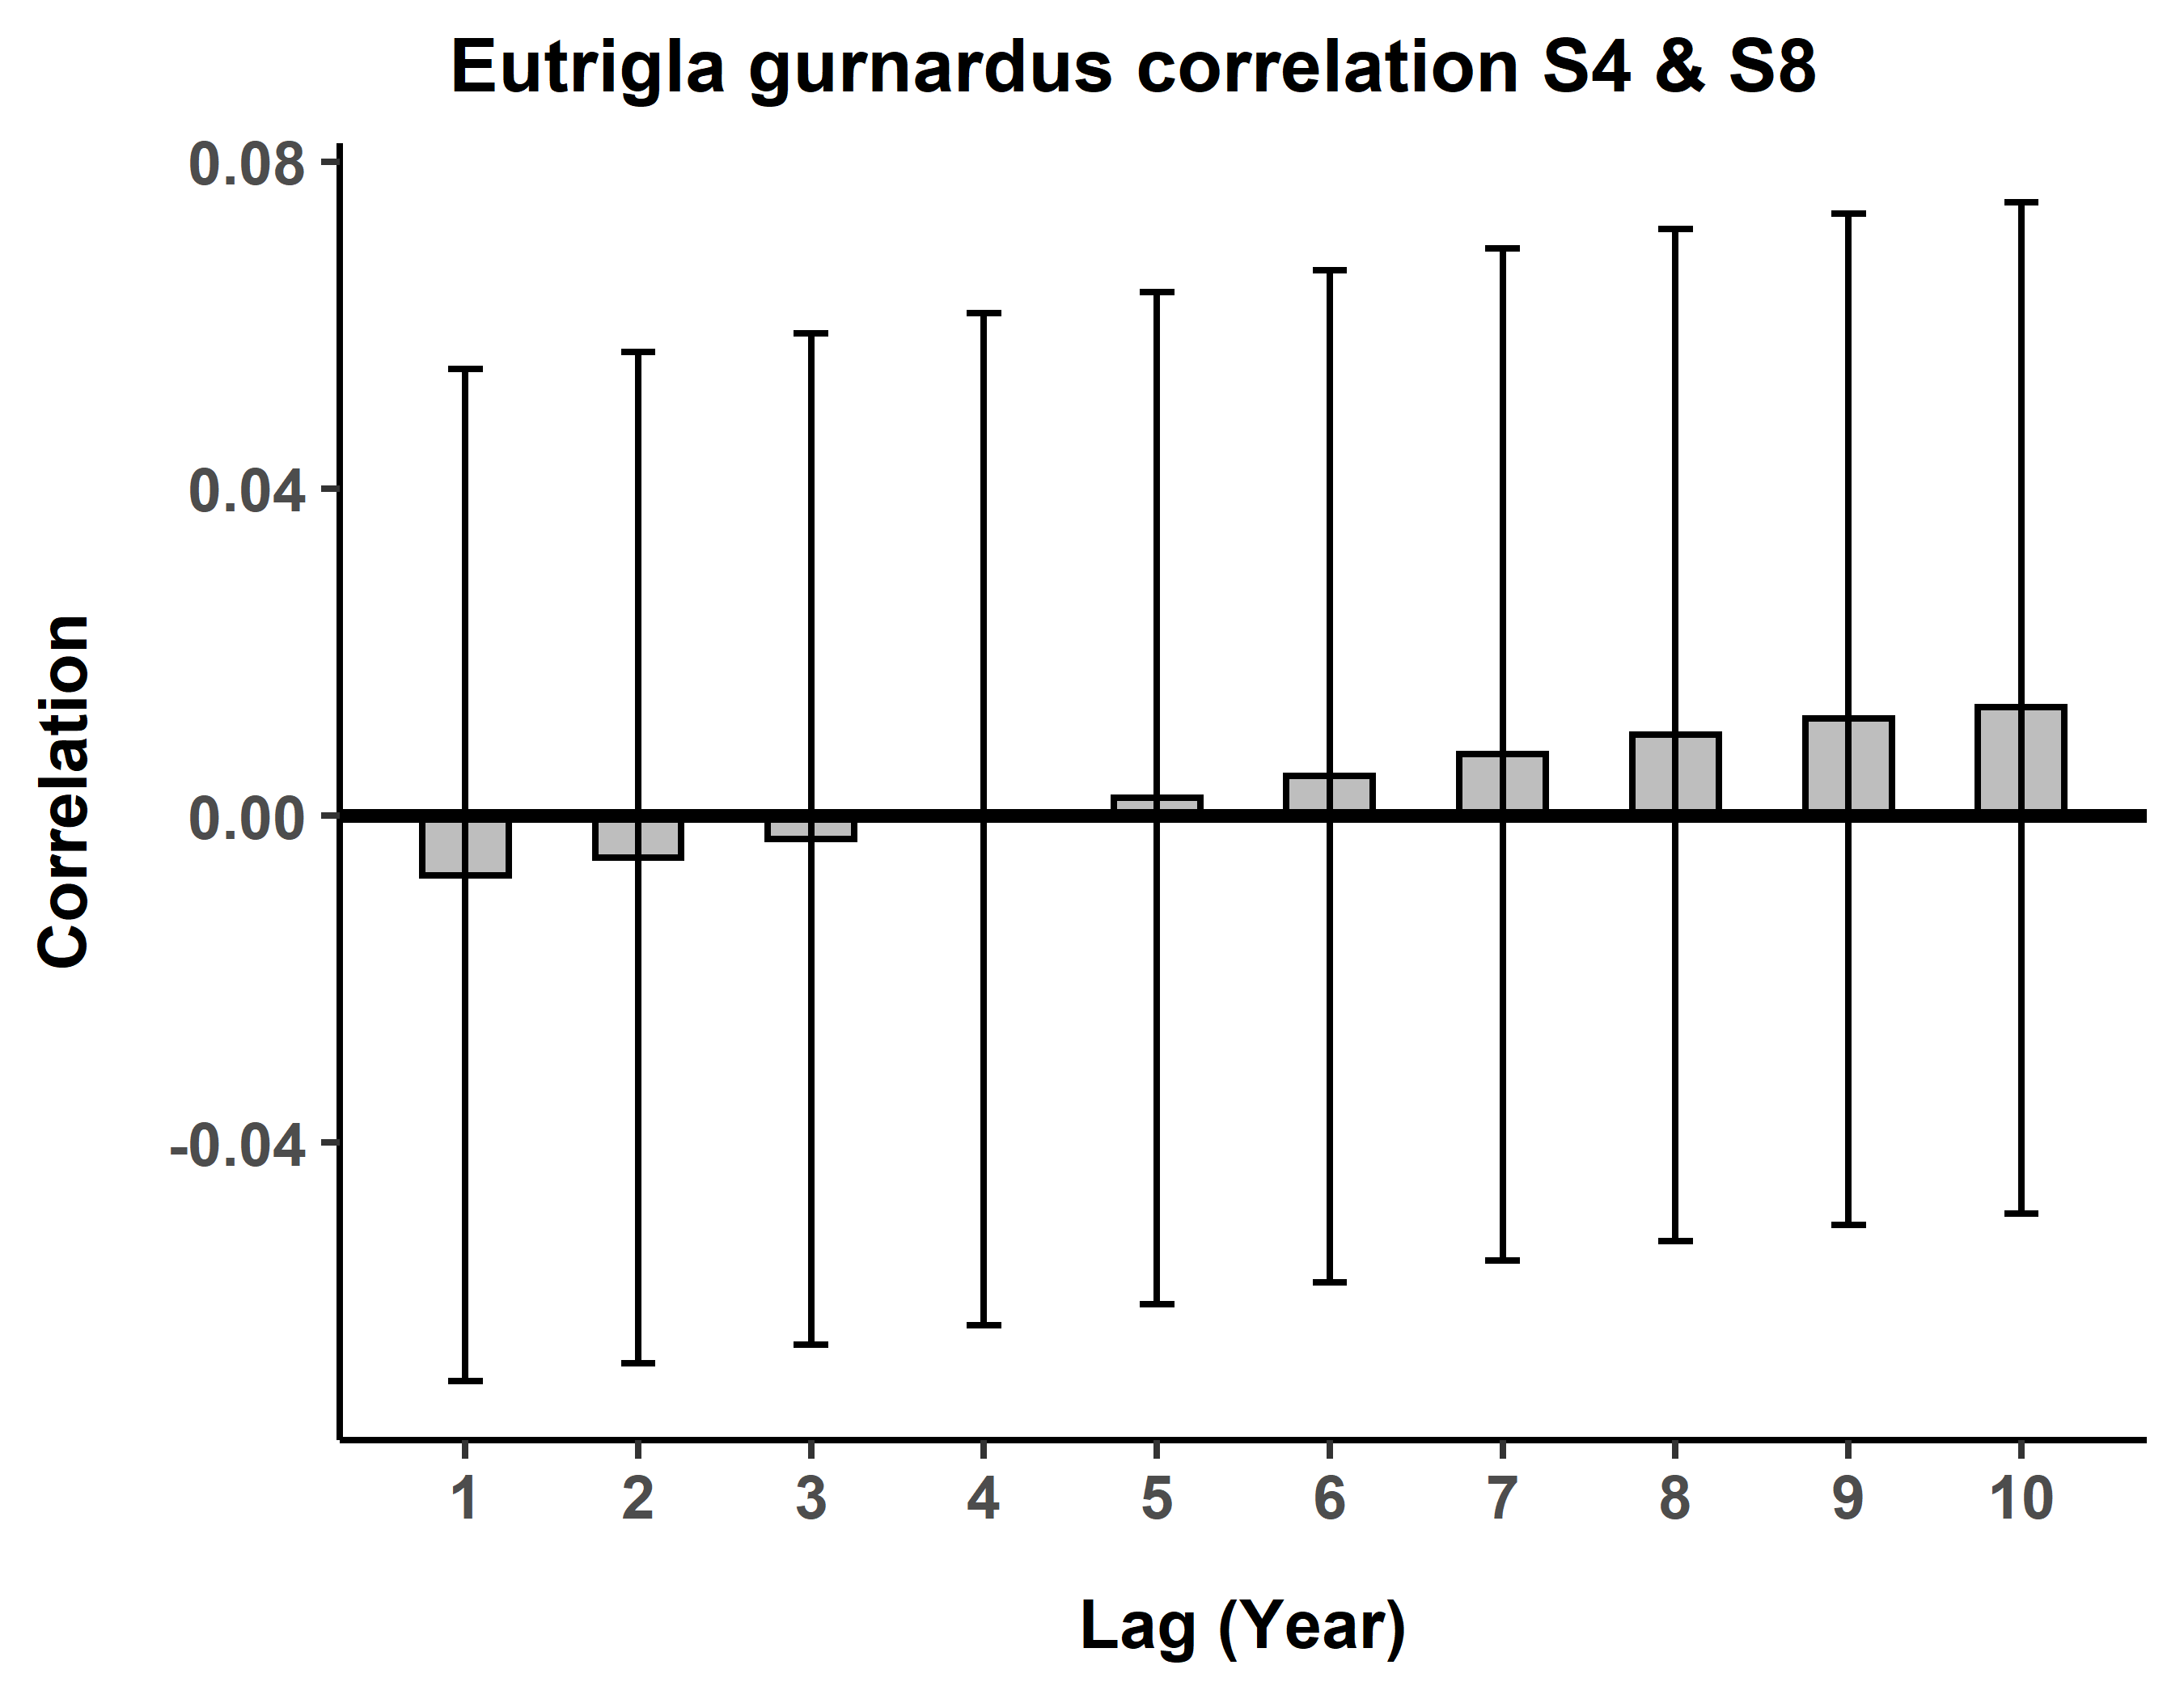 Eutrigla gurnardus correlation S4 & S8
0.08
0.04
0.00
-0.04
Correlation
1 2 3 4 5 6 7 8 9 10
Lag (Year)